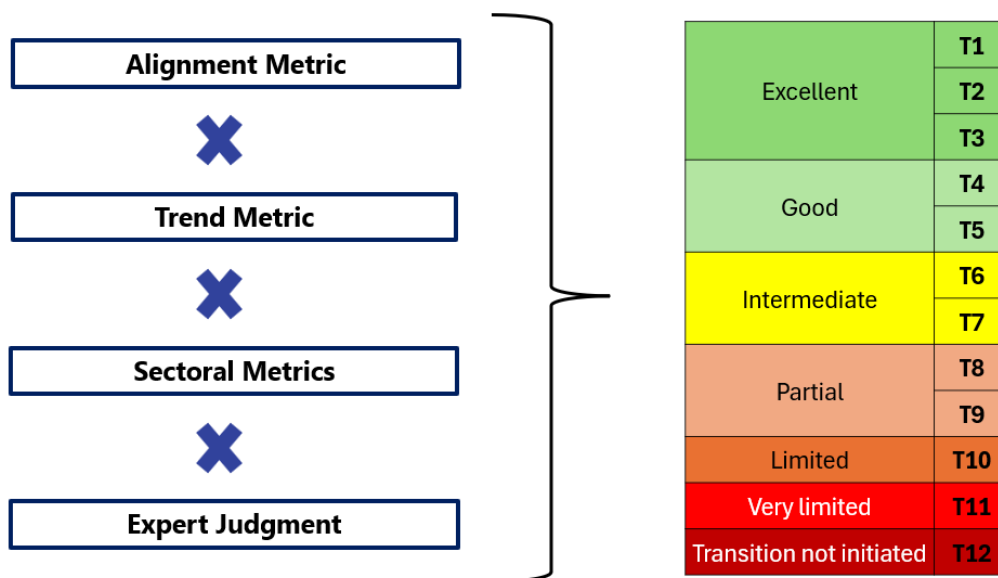 Alignment Metric
Trend Metric
Sectoral Metrics
Expert Judgment
Excellent
T1
T2
T3
Good
T4
T5
Intermediate
T6
T7
Partial
T8
T9
Limited
T10
Very limited
T11
Transition not initiated
T12